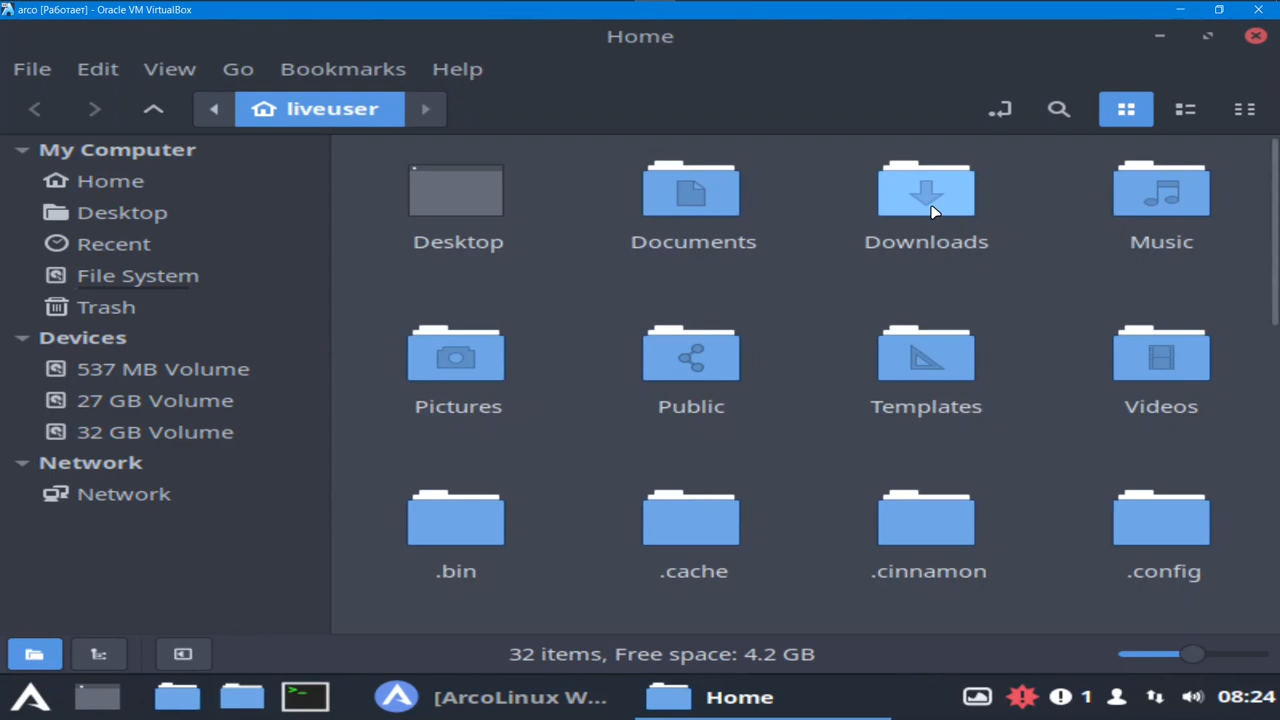 arco [Работает] - Oracle VM VirtualBox
Home
File Edit View Go Bookmarks Help
liveuser
My Computer
Home
Desktop
Recent
File System
Trash
Devices
537 MB Volume
27 GB Volume
32 GB Volume
Network
Network
Desktop Documents Downloads Music
Pictures Public Templates Videos
.bin .cache .cinnamon .config
32 items, Free space: 4.2 GB
[ArcoLinux W... Home 1 08:24